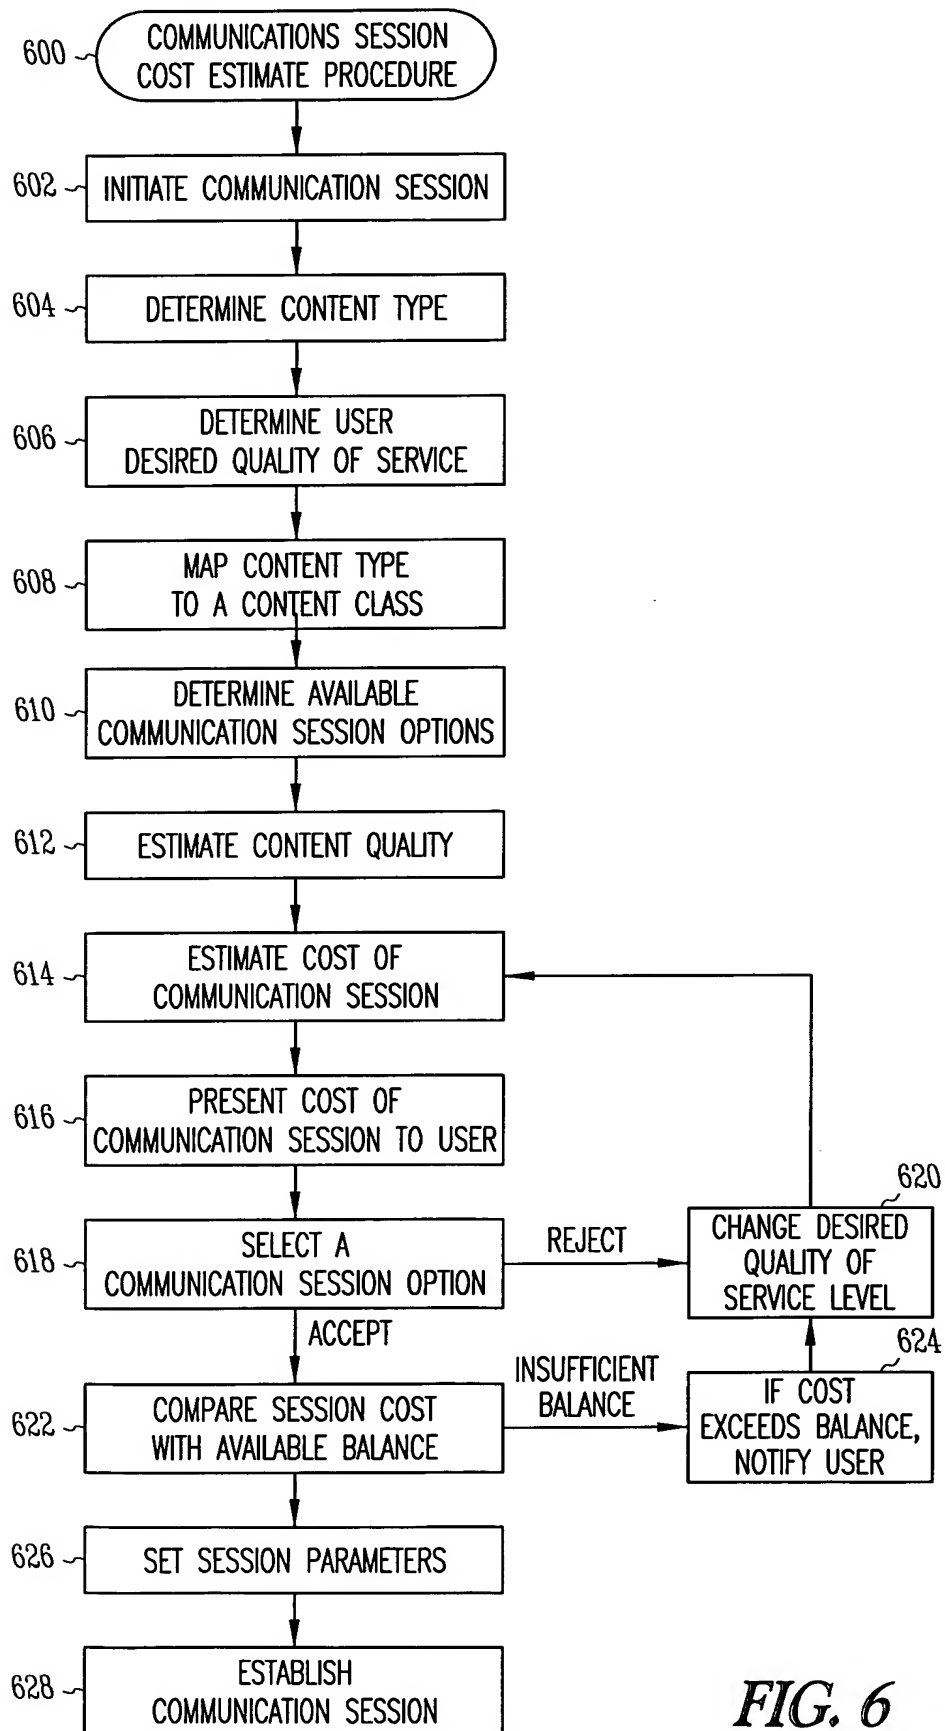 600
COMMUNICATIONS SESSION
COST ESTIMATE PROCEDURE
602
INITIATE COMMUNICATION SESSION
604
DETERMINE CONTENT TYPE
606
DETERMINE USER
DESIRED QUALITY OF SERVICE
608
MAP CONTENT TYPE
TO A CONTENT CLASS
610
DETERMINE AVAILABLE
COMMUNICATION SESSION OPTIONS
612
ESTIMATE CONTENT QUALITY
614
ESTIMATE COST OF
COMMUNICATION SESSION
616
PRESENT COST OF
COMMUNICATION SESSION TO USER
618
SELECT A
COMMUNICATION SESSION OPTION
REJECT
620
CHANGE DESIRED
QUALITY OF
SERVICE LEVEL
ACCEPT
622
COMPARE SESSION COST
WITH AVAILABLE BALANCE
INSUFFICIENT
BALANCE
624
IF COST
EXCEEDS BALANCE,
NOTIFY USER
626
SET SESSION PARAMETERS
628
ESTABLISH
COMMUNICATION SESSION
FIG. 6